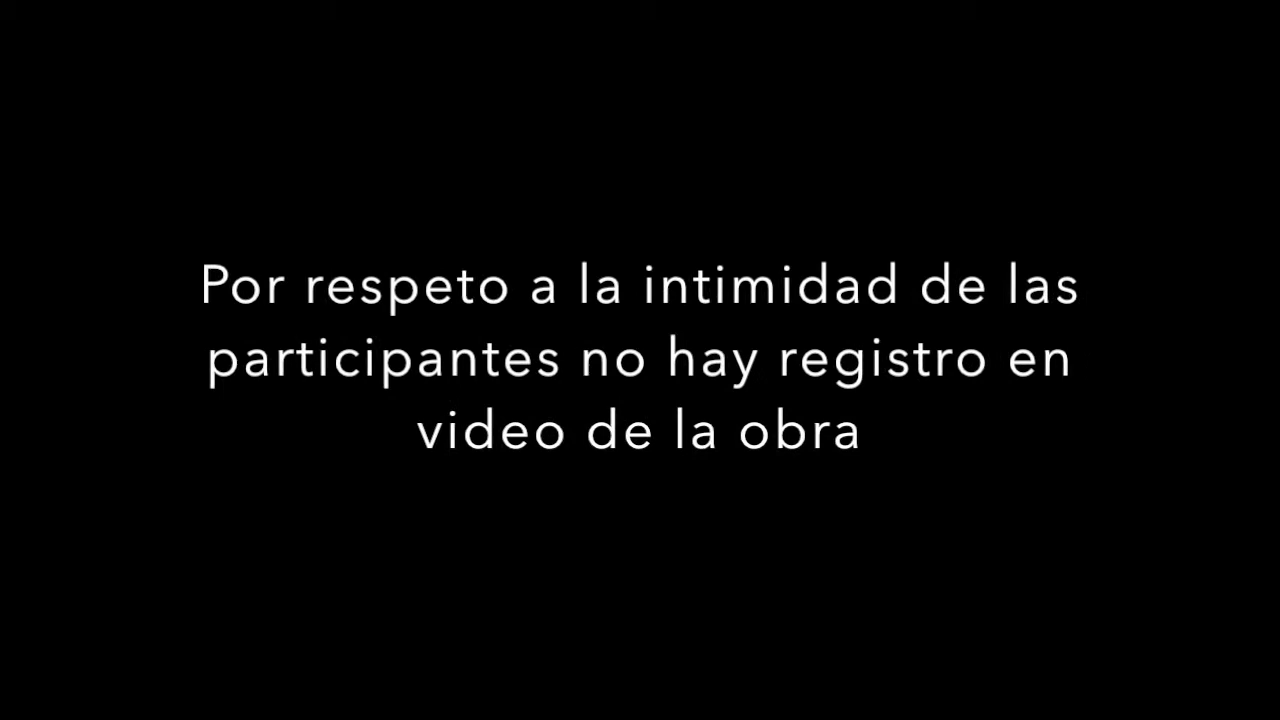 Por respeto a la intimidad de las
participantes no hay registro en
video de la obra